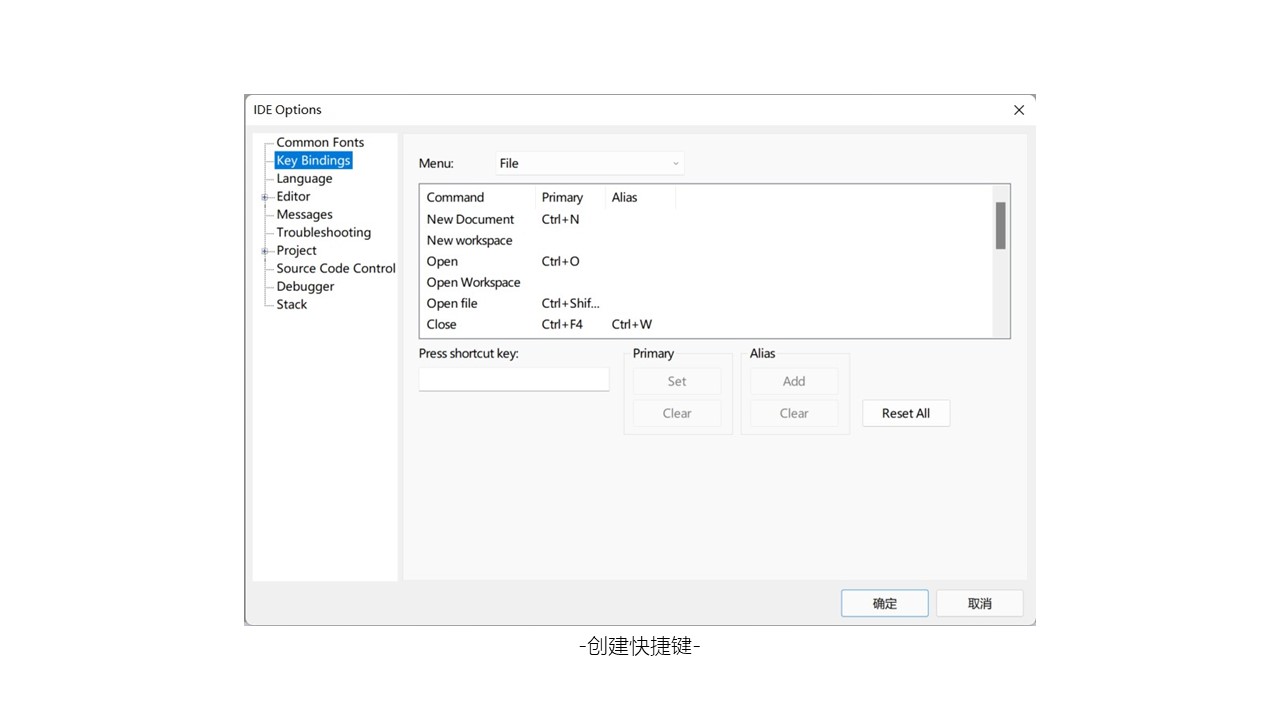 IDE Options
Common Fonts
Key Bindings
Language
Editor
Messages
Troubleshooting
Project
Source Code Control
Debugger
Stack
Menu: File
Command Primary Alias
New Document Ctrl+N
New workspace
Open Ctrl+O
Open Workspace
Open file Ctrl+Shif...
Close Ctrl+F4 Ctrl+W
Press shortcut key:
Primary
Set
Clear
Alias
Add
Clear
Reset All
确定 取消
-创建快捷键-